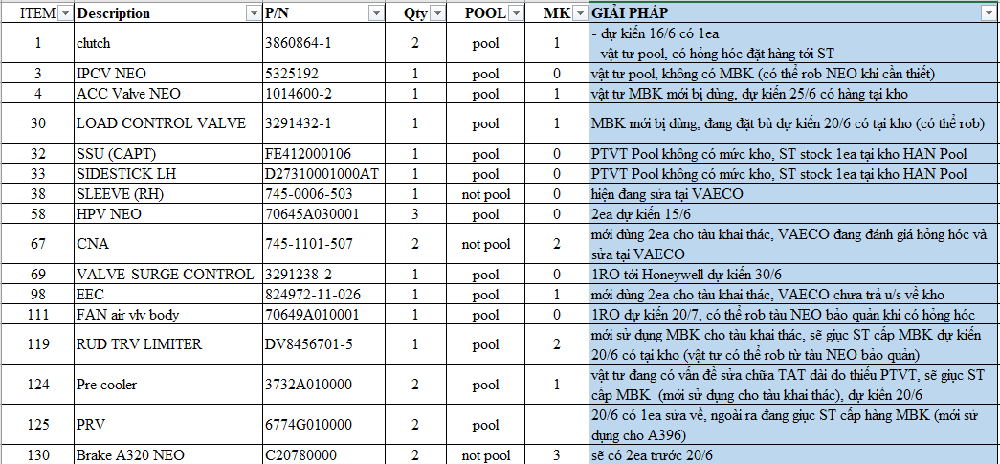 ITEM Description P/N Qty POOL MK GIẢI PHÁP
1 clutch 3860864-1 2 pool 1 - dự kiến 16/6 có 1ea
- vật tư pool, có hỏng hóc đặt hàng tới ST
3 IPCV NEO 5325192 1 pool 0 vật tư pool, không có MBK (có thể rob NEO khi cần thiết)
4 ACC Valve NEO 1014600-2 1 pool 1 vật tư MBK mới bị dùng, dự kiến 25/6 có hàng tại kho
30 LOAD CONTROL VALVE 3291432-1 1 pool 1 MBK mới bị dùng, đang đặt bù dự kiến 20/6 có tại kho (có thể rob)
32 SSU (CAPT) FE412000106 1 pool 0 PTVT Pool không có mức kho, ST stock 1ea tại kho HAN Pool
33 SIDESTICK LH D27310001000AT 1 pool 0 PTVT Pool không có mức kho, ST stock 1ea tại kho HAN Pool
38 SLEEVE (RH) 745-0006-503 1 not pool 0 hiện đang sửa tại VAECO
58 HPV NEO 70645A030001 3 pool 0 2ea dự kiến 15/6
67 CNA 745-1101-507 2 not pool 2 mới dùng 2ea cho tàu khai thác, VAECO đang đánh giá hỏng hóc và
sửa tại VAECO
69 VALVE-SURGE CONTROL 3291238-2 1 pool 0 1RO tới Honeywell dự kiến 30/6
98 EEC 824972-11-026 1 pool 1 mới dùng 2ea cho tàu khai thác, VAECO chưa trả u/s về kho
111 FAN air vlv body 70649A010001 1 pool 0 1RO dự kiến 20/7, có thể rob tàu NEO bảo quản khi có hỏng hóc
119 RUD TRV LIMITER DV8456701-5 1 pool 2 mới sử dụng MBK cho tàu khai thác, sẽ giục ST cấp MBK dự kiến
20/6 có tại kho (vật tư có thể rob từ tàu NEO bảo quản)
124 Pre cooler 3732A010000 2 pool 1 vật tư đang có vấn đề sửa chữa TAT dài do thiếu PTVT, sẽ giục ST
cấp MBK (mới sử dụng cho tàu khai thác), dự kiến 20/6
125 PRV 6774G010000 2 pool 20/6 có 1ea sửa về, ngoài ra đang giục ST cấp hàng MBK (mới sử
dụng cho A396)
130 Brake A320 NEO C20780000 2 not pool 3 sẽ có 2ea trước 20/6